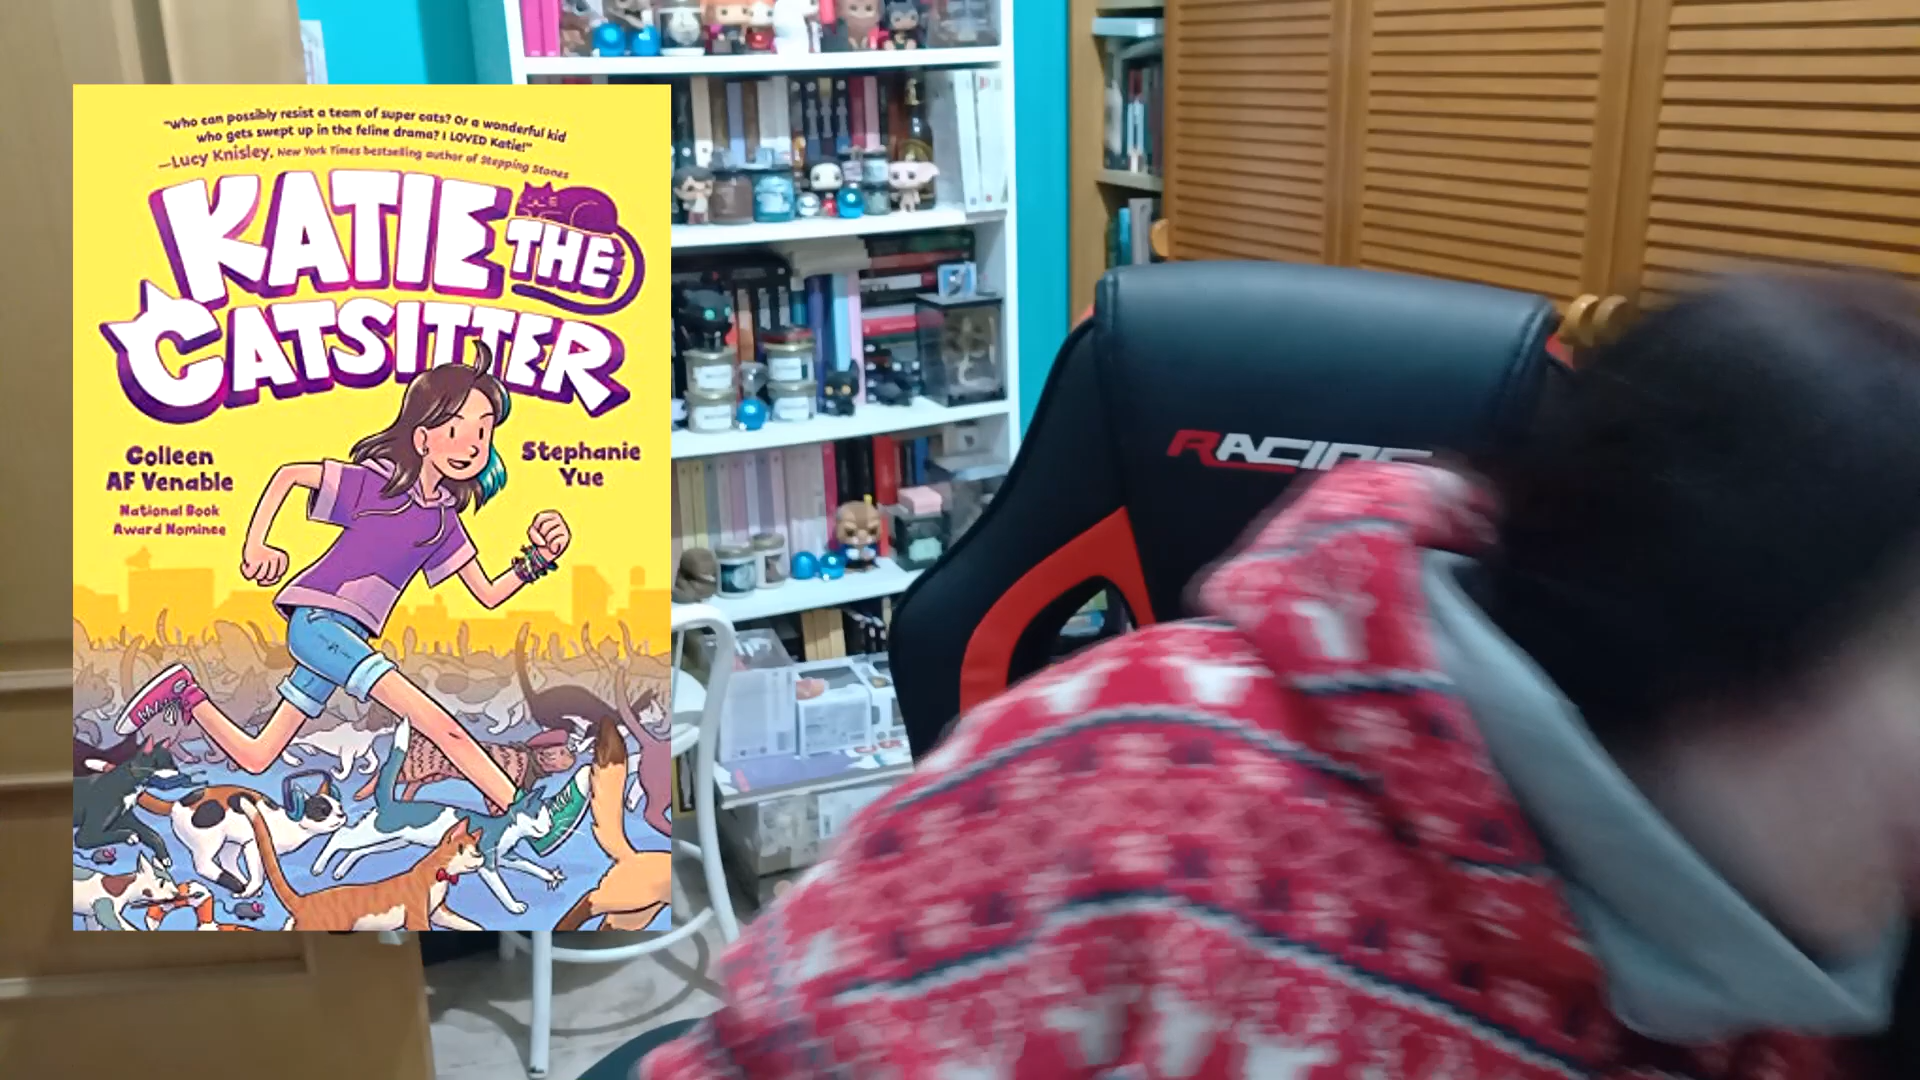 "Who can possibly resist a team of super cats? Or a wonderful kid
who gets swept up in the feline drama? I LOVED Katie!"
—Lucy Knisley, New York Times bestselling author of Stepping Stones
KATIE THE
CATSITTER
Colleen
AF Venable
National Book
Award Nominee
Stephanie
Yue
RACING